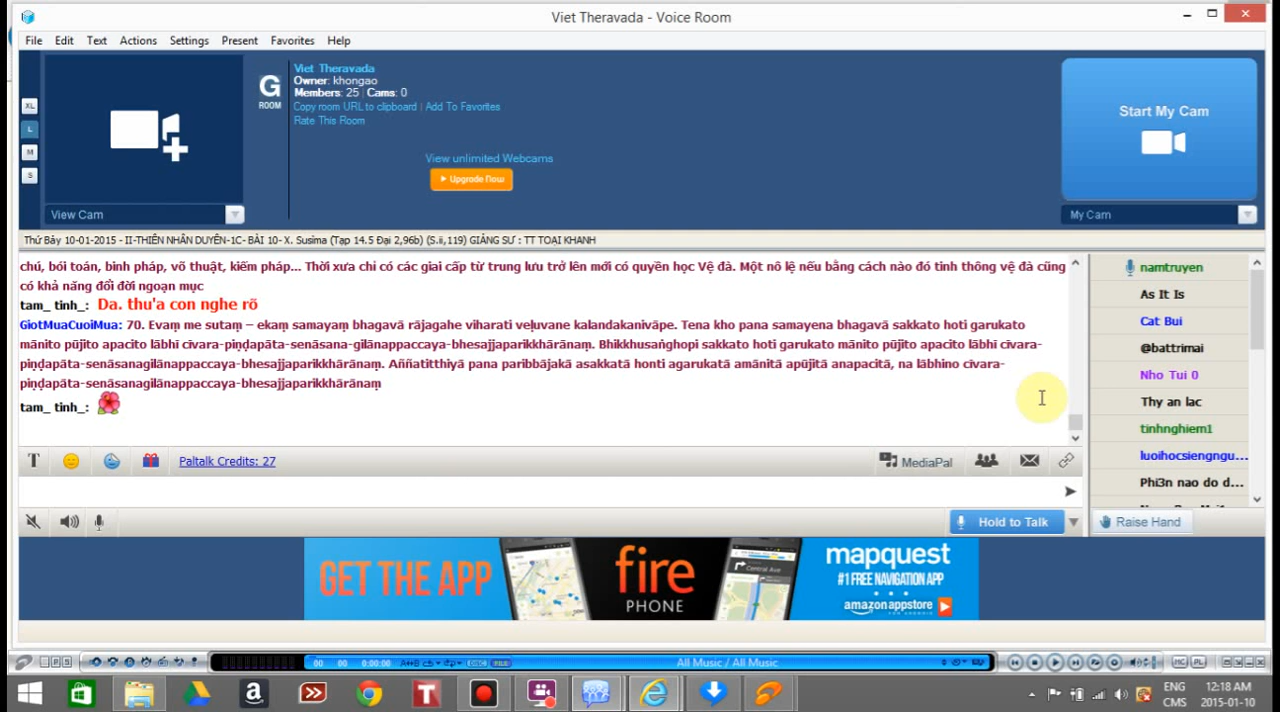 Viet Theravada - Voice Room
File Edit Text Actions Settings Present Favorites Help
XL
L
M
S
View Cam
G
ROOM
Viet Theravada
Owner: khongao
Members: 25 | Cams: 0
Copy room URL to clipboard | Add To Favorites
Rate This Room
View unlimited Webcams
Upgrade Now
Start My Cam
My Cam
Thứ Bảy 10-01-2015 - II-THIÊN NHÂN DUYÊN-1C- BÀI 10- X. Susima (Tạp 14.5 Đại 2,96b) (S.ii,119) GIẢNG SƯ : TT TOẠI KHANH
chú, bói toán, binh pháp, võ thuật, kiếm pháp... Thời xưa chỉ có các giai cấp từ trung lưu trở lên mới có quyền học Vệ đà. Một nô lệ nếu bằng cách nào đó tinh thông vệ đà cũng
có khả năng đổi đời ngoạn mục
tam_ tinh_: Da. thu'a con nghe rõ
GiotMuaCuoiMua: 70. Evaṃ me sutaṃ – ekaṃ samayaṃ bhagavā rājagahe viharati veḷuvane kalandakanivāpe. Tena kho pana samayena bhagavā sakkato hoti garukato
mānito pūjito apacito lābhī cīvara-piṇḍapāta-senāsana-gilānappaccaya-bhesajjaparikkhārānaṃ. Bhikkhusaṅghopi sakkato hoti garukato mānito pūjito apacito lābhī cīvara-
piṇḍapāta-senāsanagilānappaccaya-bhesajjaparikkhārānaṃ. Aññatitthiyā pana paribbājakā asakkatā honti agarukatā amānitā apūjitā anapacitā, na lābhino cīvara-
piṇḍapāta-senāsanagilānappaccaya-bhesajjaparikkhārānaṃ
tam_ tinh_:
namtruyen
As It Is
Cat Bui
@battrimai
Nho Tui 0
Thy an lac
tinhnghiem1
luoihocsiengngu...
Phi3n nao do d...
T Paltalk Credits: 27 MediaPal
Hold to Talk
Raise Hand
GET THE APP
fire
PHONE
mapquest
#1 FREE NAVIGATION APP
amazon appstore
00 00 0:00:00 A↔B All Music / All Music
ENG 12:18 AM
CMS 2015-01-10